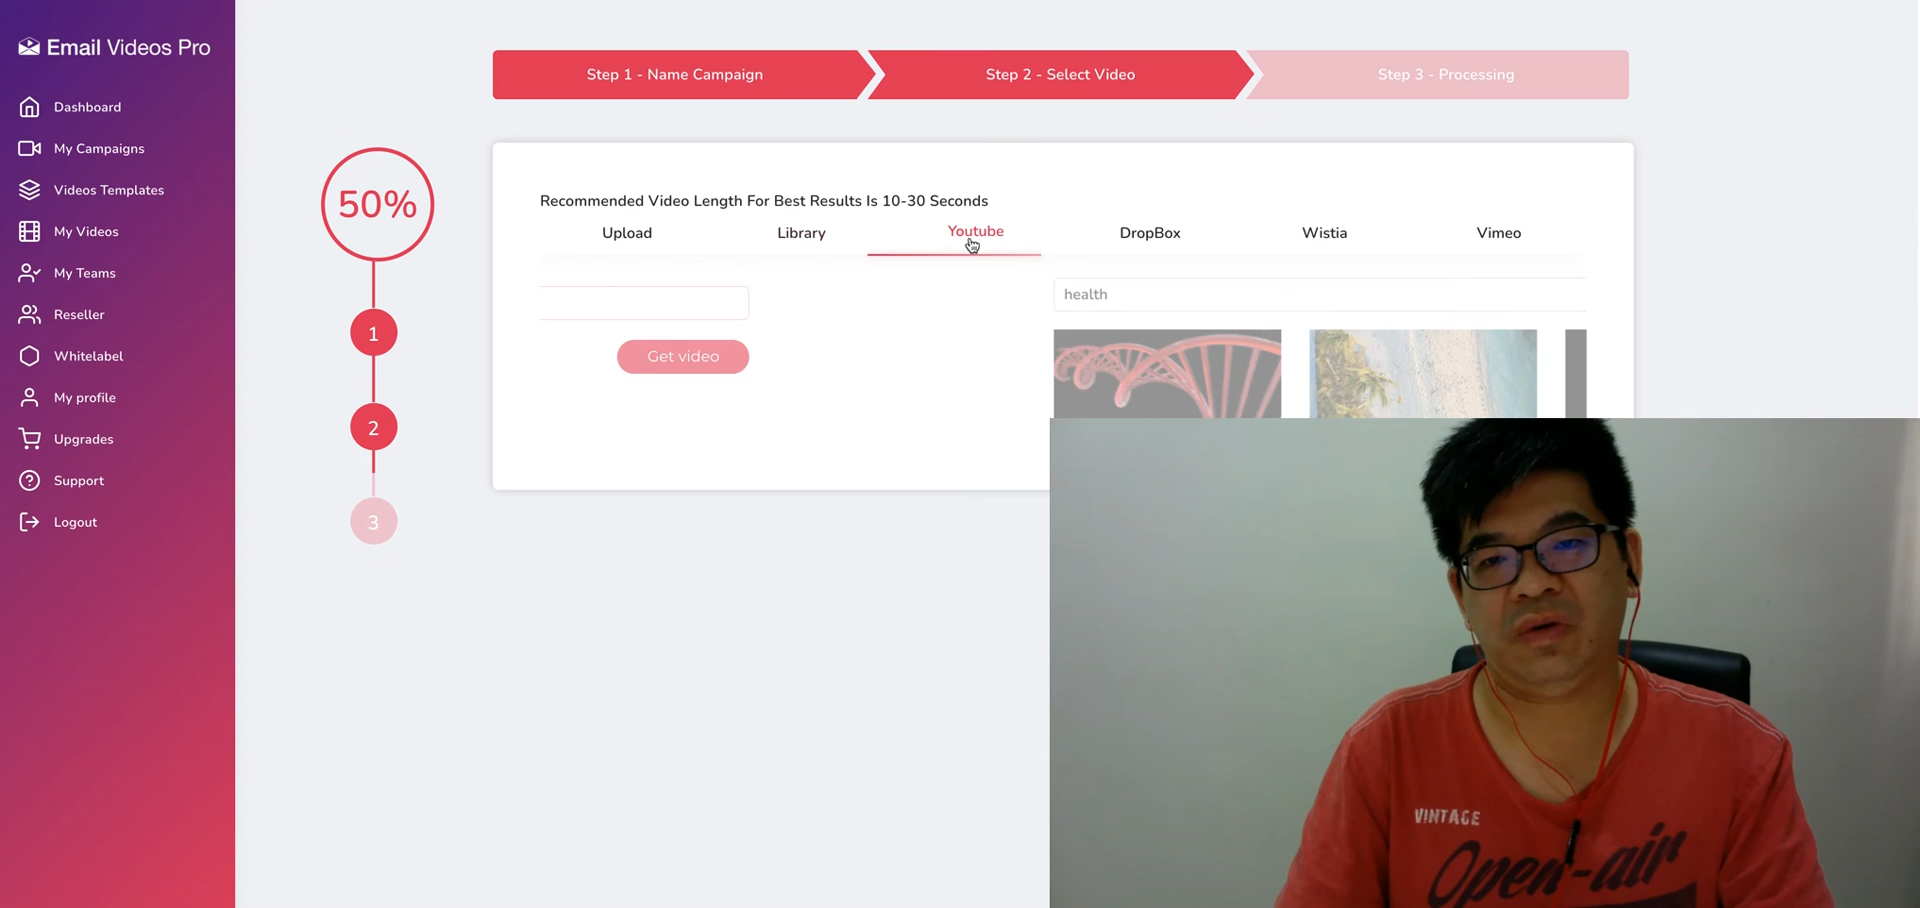 Email Videos Pro
Dashboard
My Campaigns
Videos Templates
My Videos
My Teams
Reseller
Whitelabel
My profile
Upgrades
Support
Logout
Step 1 - Name Campaign
Step 2 - Select Video
Step 3 - Processing
50%
1
2
3
Recommended Video Length For Best Results Is 10-30 Seconds
Upload
Library
Youtube
DropBox
Wistia
Vimeo
health
Get video
VINTAGE
Open-air